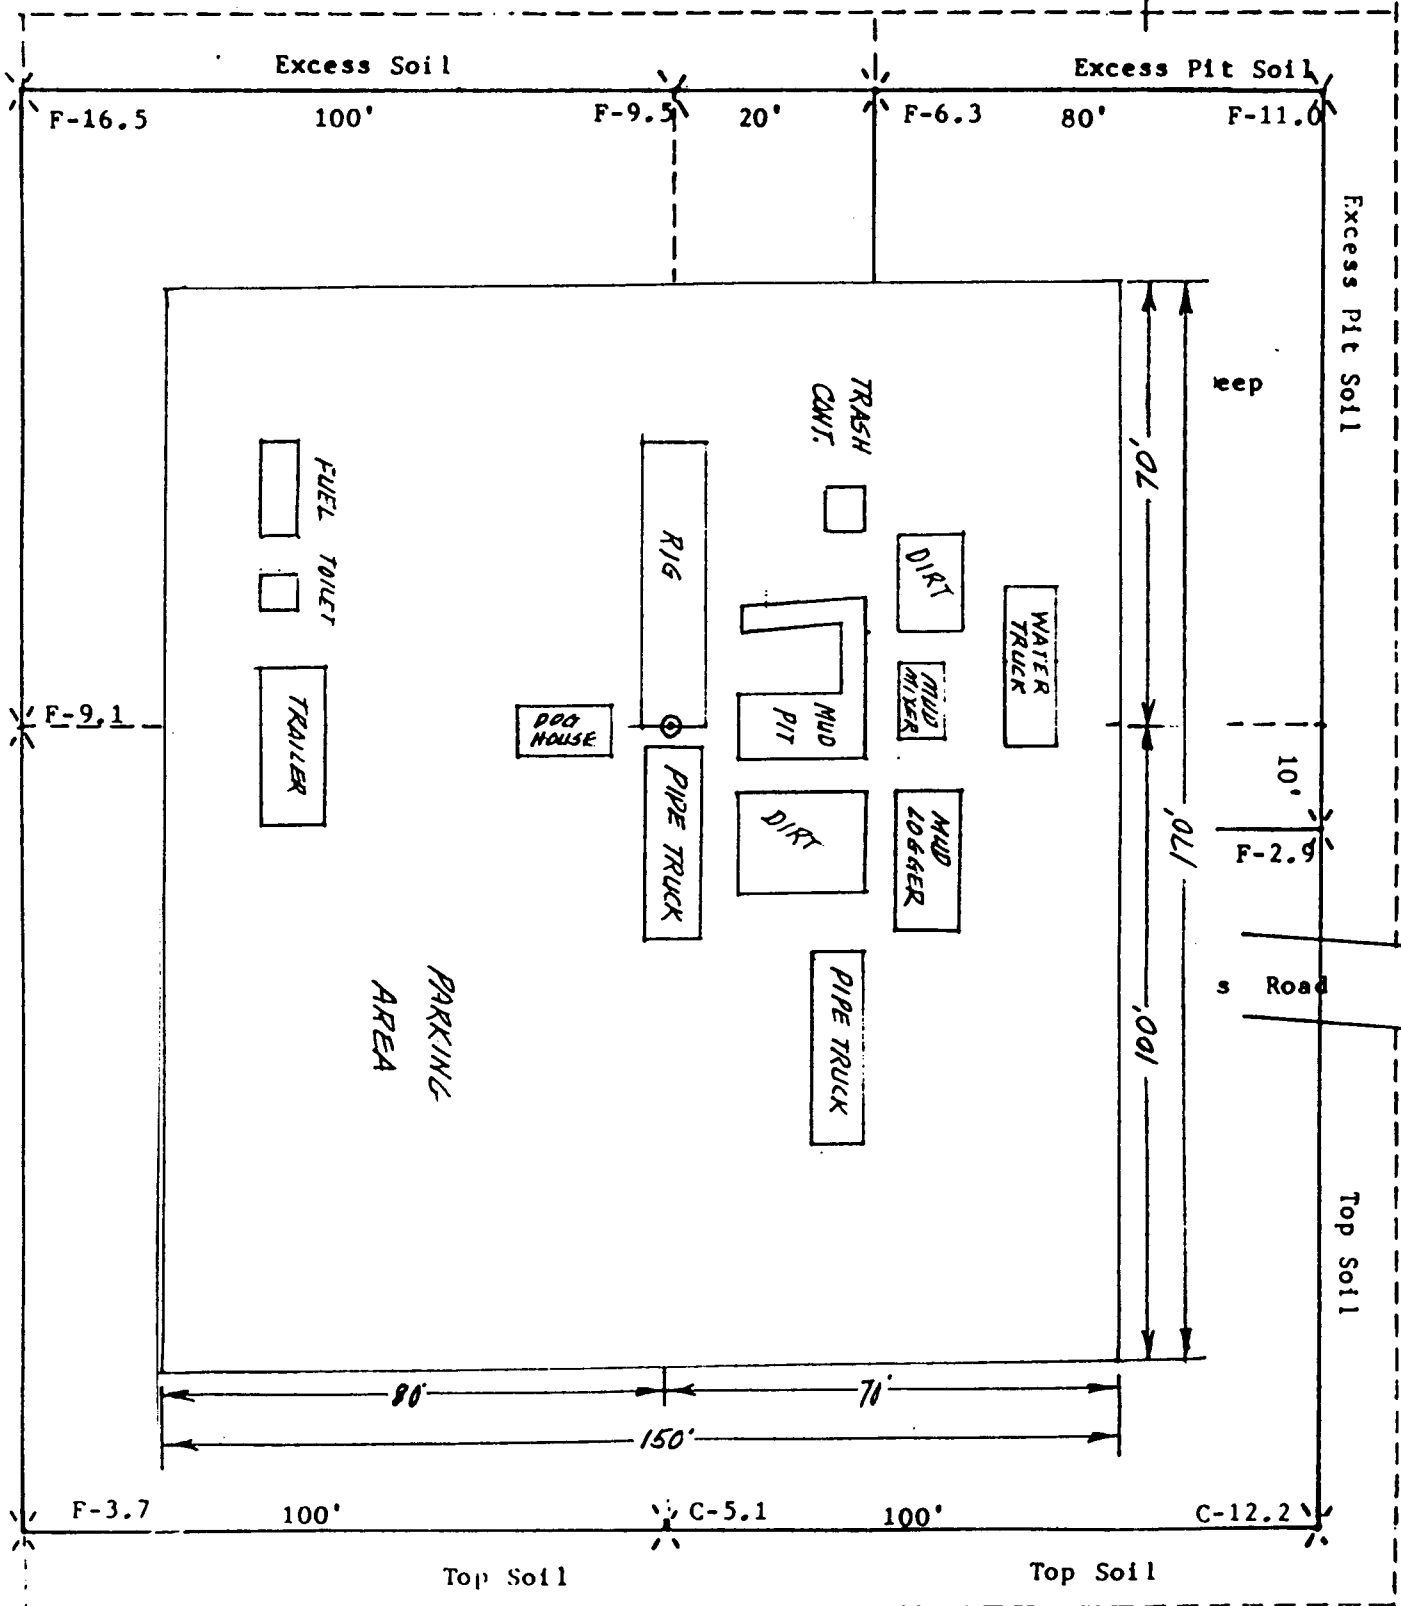 Excess Soil
Excess Pit Soil
F-16.5
100'
F-9.5
20'
F-6.3
80'
F-11.0
Excess Pit Soil
eep
TRASH
CONT.
70'
FUEL
TOILET
RIG
DIRT
WATER
TRUCK
MUD
MIXER
MUD
PIT
F-9.1
TRAILER
DOG
HOUSE
10'
PIPE TRUCK
DIRT
MUD
LOGGER
170'
F-2.9
PARKING
AREA
PIPE TRUCK
100'
s Road
Top Soil
80'
70'
150'
F-3.7
100'
C-5.1
100'
C-12.2
Top Soil
Top Soil